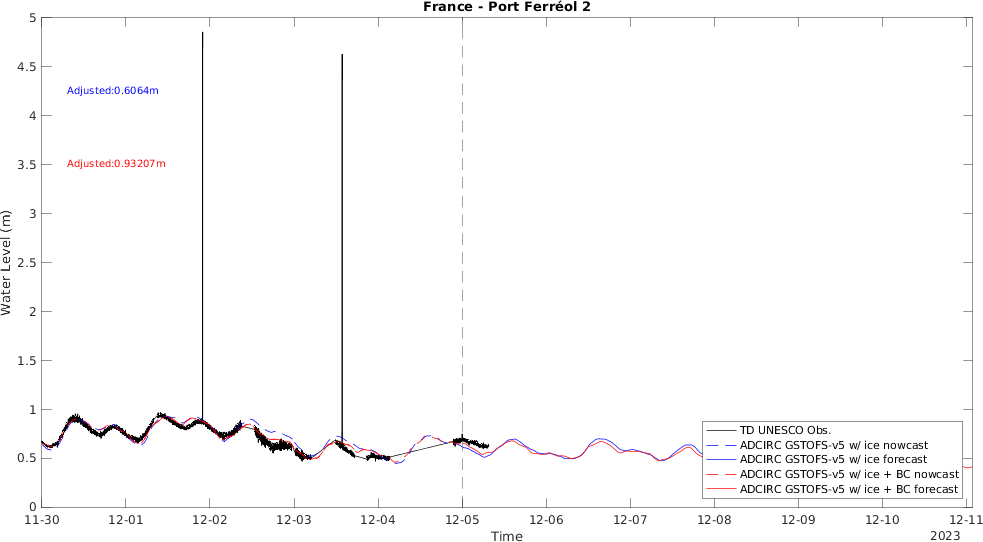 France - Port Ferréol 2
5
4.5
4
3.5
3
2.5
2
1.5
1
0.5
0
Water Level (m)
Adjusted:0.6064m
Adjusted:0.93207m
TD UNESCO Obs.
ADCIRC GSTOFS-v5 w/ ice nowcast
ADCIRC GSTOFS-v5 w/ ice forecast
ADCIRC GSTOFS-v5 w/ ice + BC nowcast
ADCIRC GSTOFS-v5 w/ ice + BC forecast
11-30 12-01 12-02 12-03 12-04 12-05 12-06 12-07 12-08 12-09 12-10 12-11
Time
2023